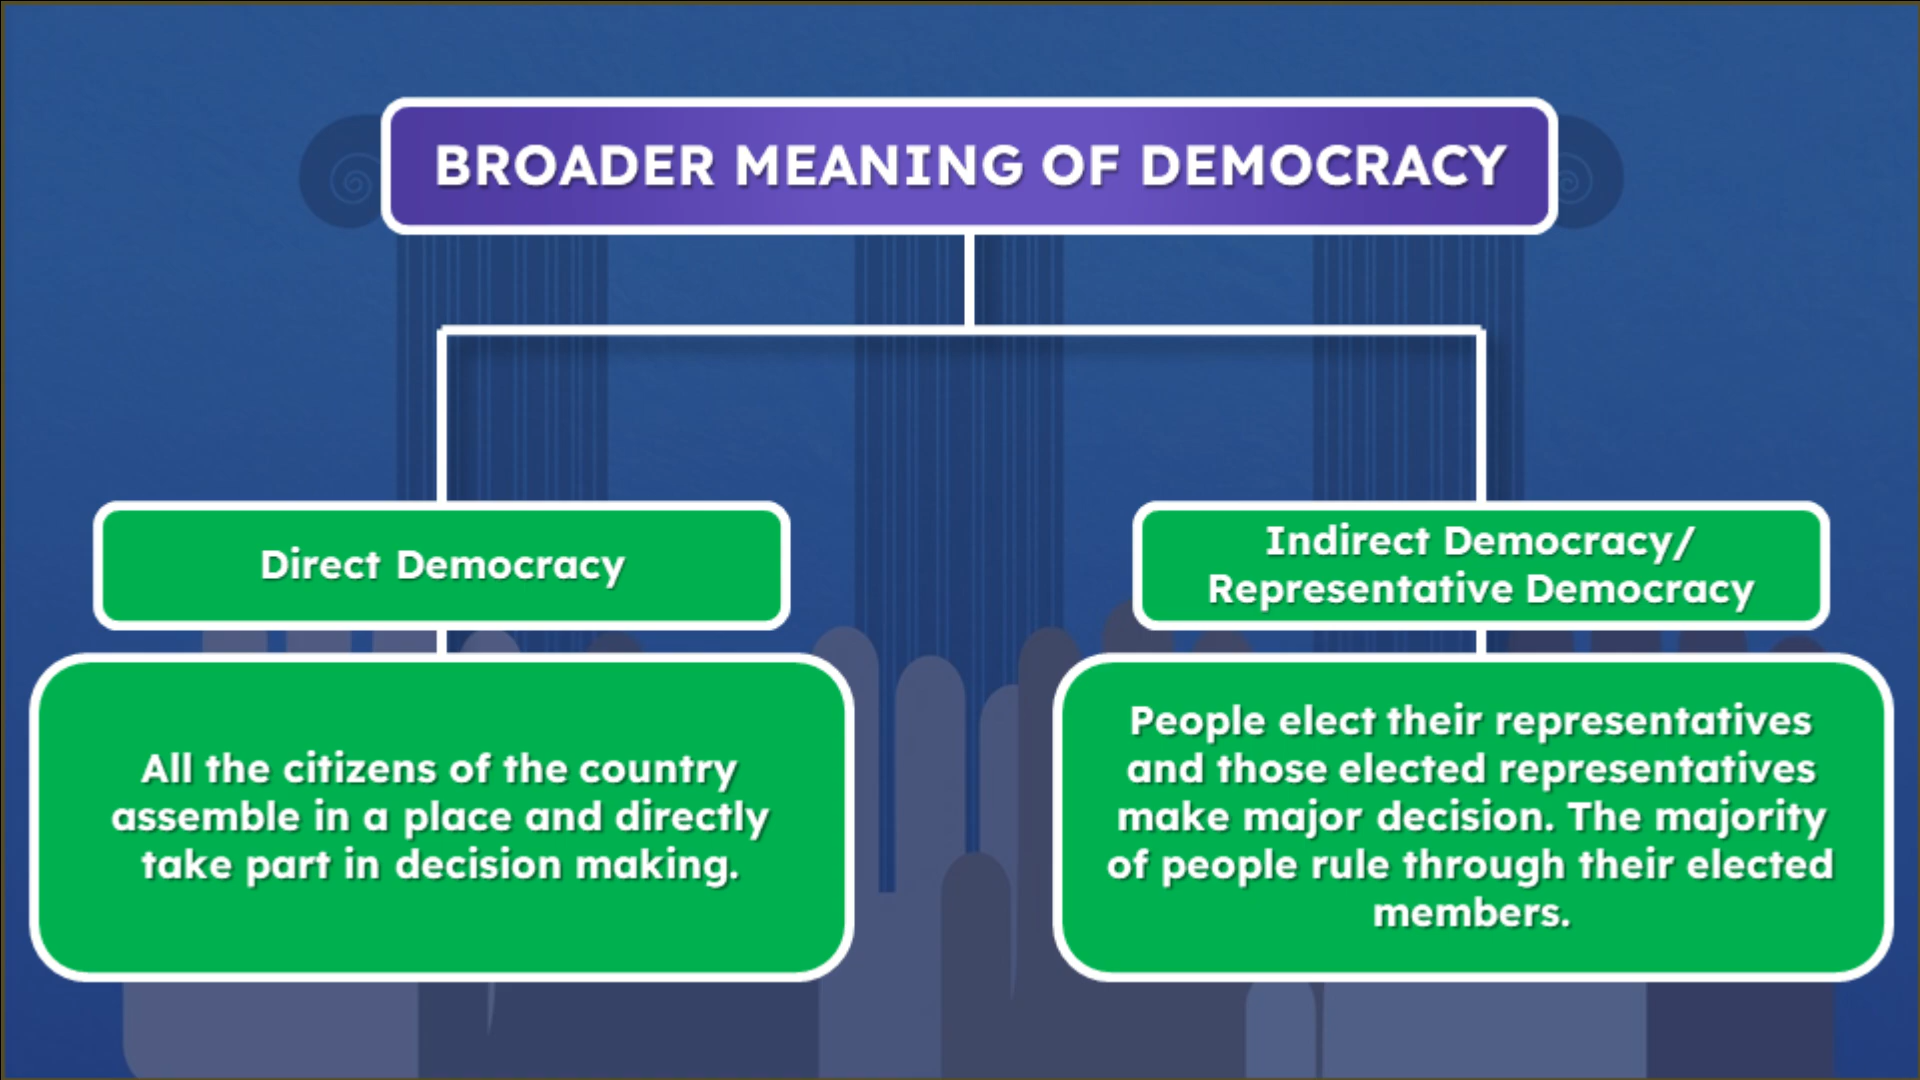 BROADER MEANING OF DEMOCRACY
Direct Democracy
All the citizens of the country
assemble in a place and directly
take part in decision making.
Indirect Democracy/
Representative Democracy
People elect their representatives
and those elected representatives
make major decision. The majority
of people rule through their elected
members.